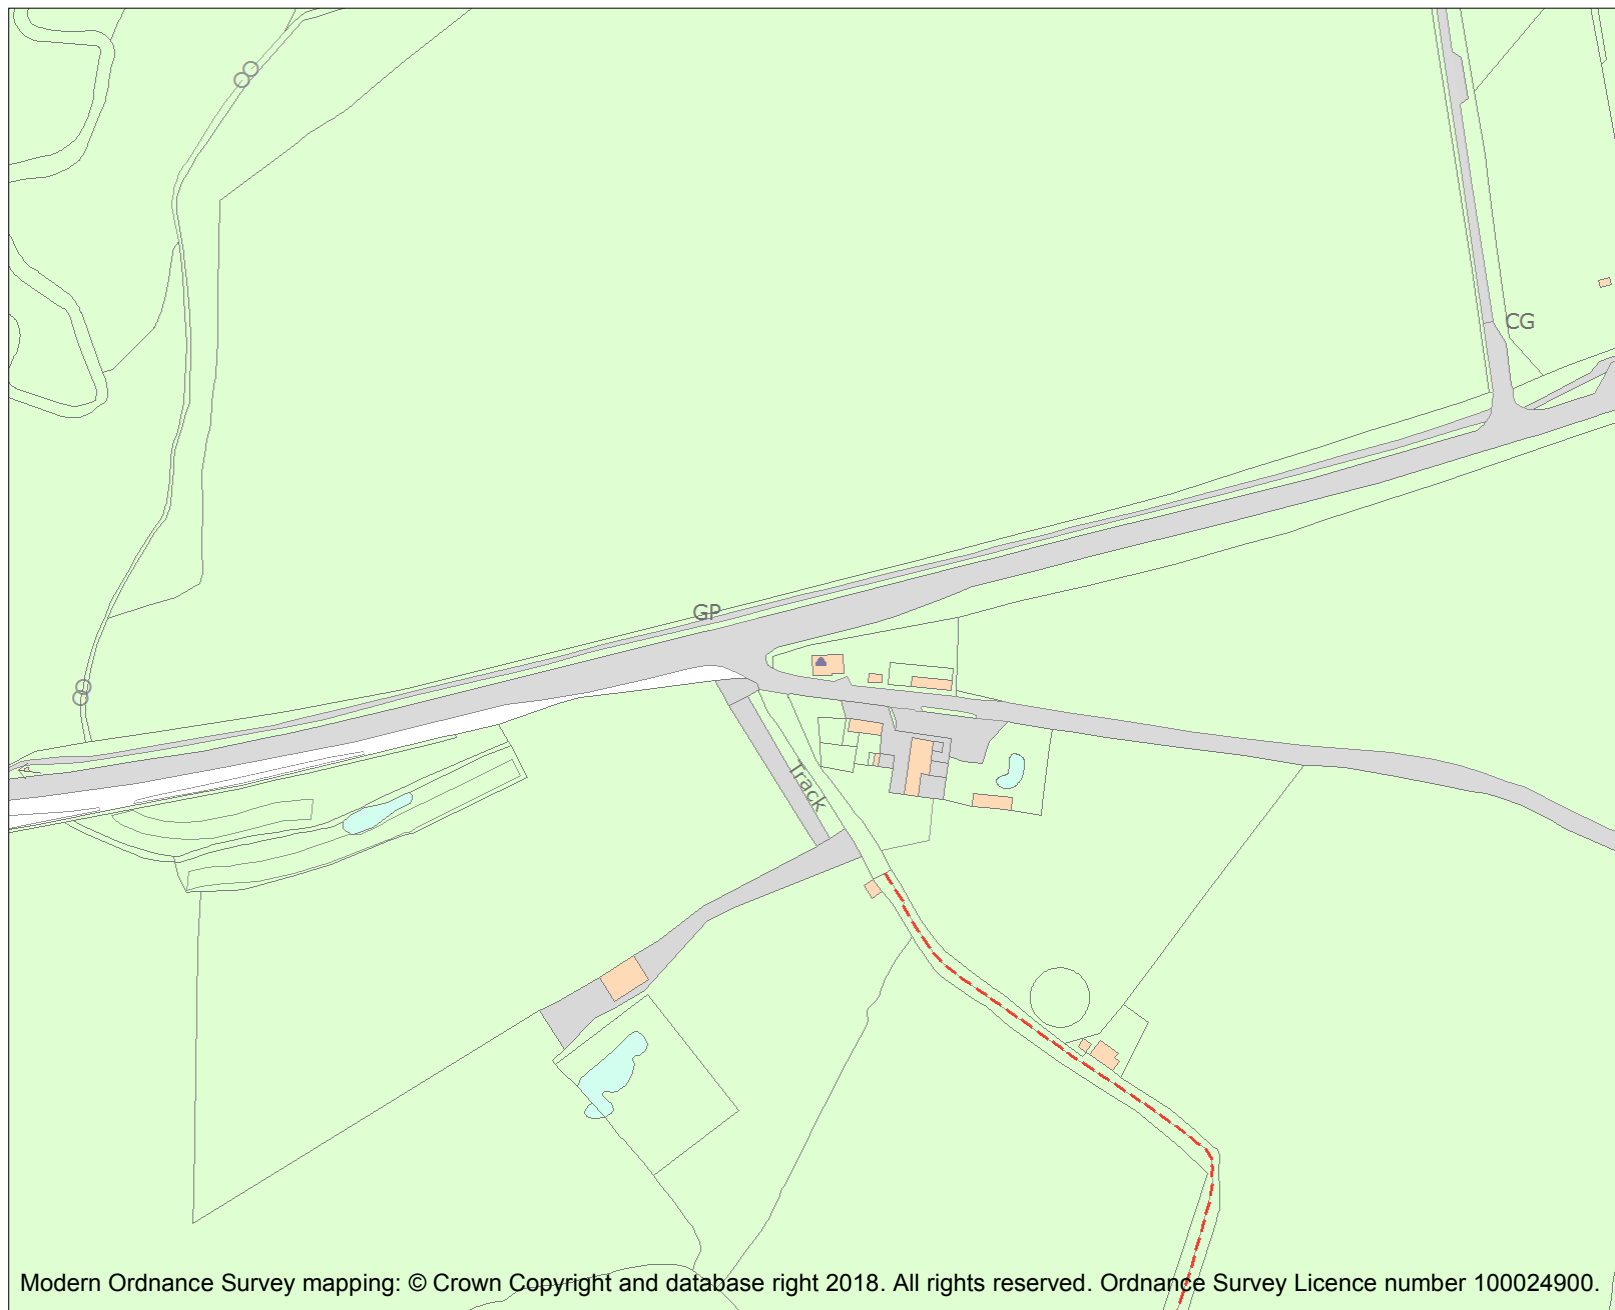 CG
GP
Track
Modern Ordnance Survey mapping: © Crown Copyright and database right 2018. All rights reserved. Ordnance Survey Licence number 100024900.